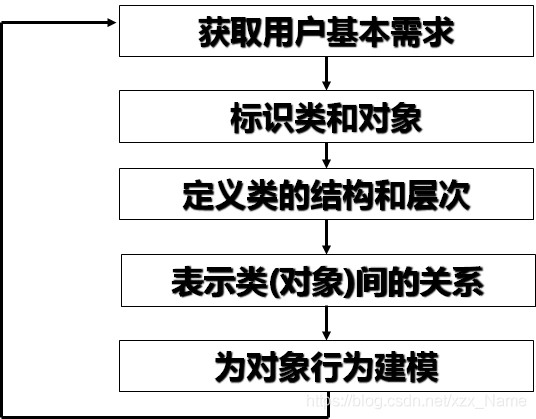 获取用户基本需求
标识类和对象
定义类的结构和层次
表示类(对象)间的关系
为对象行为建模
https://blog.csdn.net/xzx_Name